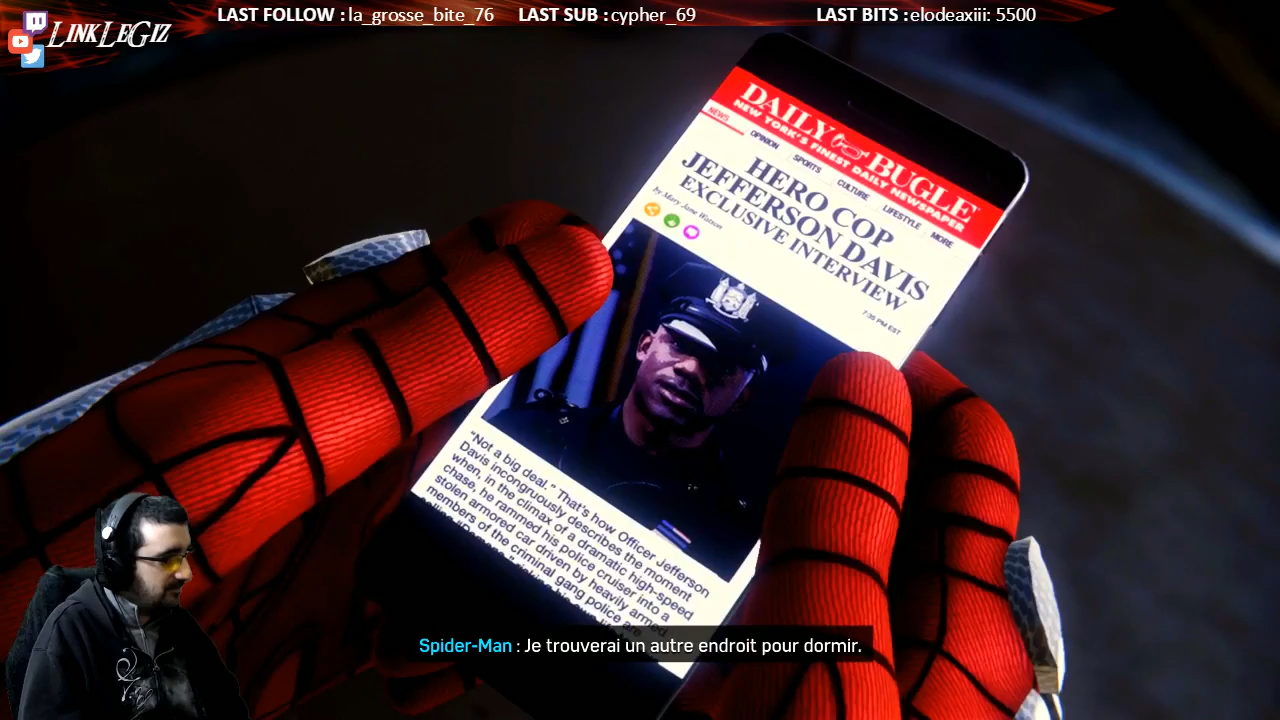 LAST FOLLOW : la_grosse_bite_76 LAST SUB : cypher_69 LAST BITS : elodeaxiii: 5500
LINKLEGIZ
DAILY BUGLE
NEW YORK'S FINEST DAILY NEWSPAPER
NEWS OPINION SPORTS CULTURE LIFESTYLE MORE
HERO COP
JEFFERSON DAVIS
EXCLUSIVE INTERVIEW
by Mary Jane Watson
7:35 PM EST
"Not a big deal." That's how Officer Jefferson
Davis incongruously describes the moment
when, in the climax of a dramatic high-speed
chase, he rammed his police cruiser into a
stolen armored car driven by heavily armed
members of the criminal gang police are
Spider-Man : Je trouverai un autre endroit pour dormir.